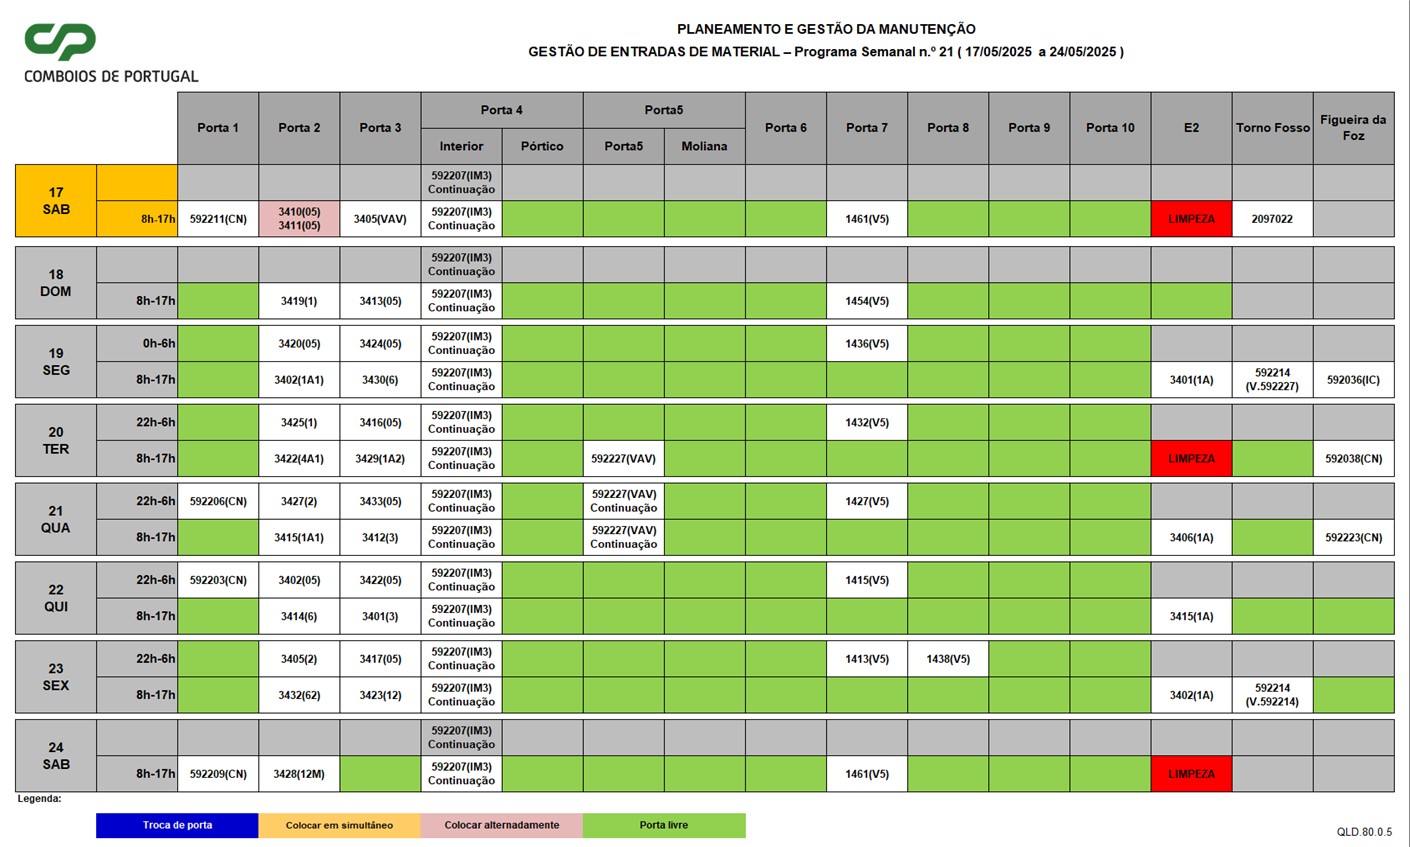 CP
COMBOIOS DE PORTUGAL
PLANEAMENTO E GESTÃO DA MANUTENÇÃO
GESTÃO DE ENTRADAS DE MATERIAL – Programa Semanal n.º 21 ( 17/05/2025 a 24/05/2025 )
Porta 1 Porta 2 Porta 3 Porta 4 Porta5 Porta 6 Porta 7 Porta 8 Porta 9 Porta 10 E2 Torno Fosso Figueira da Foz
Interior Pórtico Porta5 Moliana
17 SAB
592207(IM3) Continuação
8h-17h 592211(CN) 3410(05) 3411(05) 3405(VAV) 592207(IM3) Continuação 1461(V5) LIMPEZA 2097022
18 DOM
592207(IM3) Continuação
8h-17h 3419(1) 3413(05) 592207(IM3) Continuação 1454(V5)
19 SEG
0h-6h 3420(05) 3424(05) 592207(IM3) Continuação 1436(V5)
8h-17h 3402(1A1) 3430(6) 592207(IM3) Continuação 3401(1A) 592214 (V.592227) 592036(IC)
20 TER
22h-6h 3425(1) 3416(05) 592207(IM3) Continuação 1432(V5)
8h-17h 3422(4A1) 3429(1A2) 592207(IM3) Continuação 592227(VAV) LIMPEZA 592038(CN)
21 QUA
22h-6h 592206(CN) 3427(2) 3433(05) 592207(IM3) Continuação 592227(VAV) Continuação 1427(V5)
8h-17h 3415(1A1) 3412(3) 592207(IM3) Continuação 592227(VAV) Continuação 3406(1A) 592223(CN)
22 QUI
22h-6h 592203(CN) 3402(05) 3422(05) 592207(IM3) Continuação 1415(V5)
8h-17h 3414(6) 3401(3) 592207(IM3) Continuação 3415(1A)
23 SEX
22h-6h 3405(2) 3417(05) 592207(IM3) Continuação 1413(V5) 1438(V5)
8h-17h 3432(62) 3423(12) 592207(IM3) Continuação 3402(1A) 592214 (V.592214)
24 SAB
592207(IM3) Continuação
8h-17h 592209(CN) 3428(12M) 592207(IM3) Continuação 1461(V5) LIMPEZA
Legenda:
Troca de porta Colocar em simultâneo Colocar alternadamente Porta livre
QLD.80.0.5